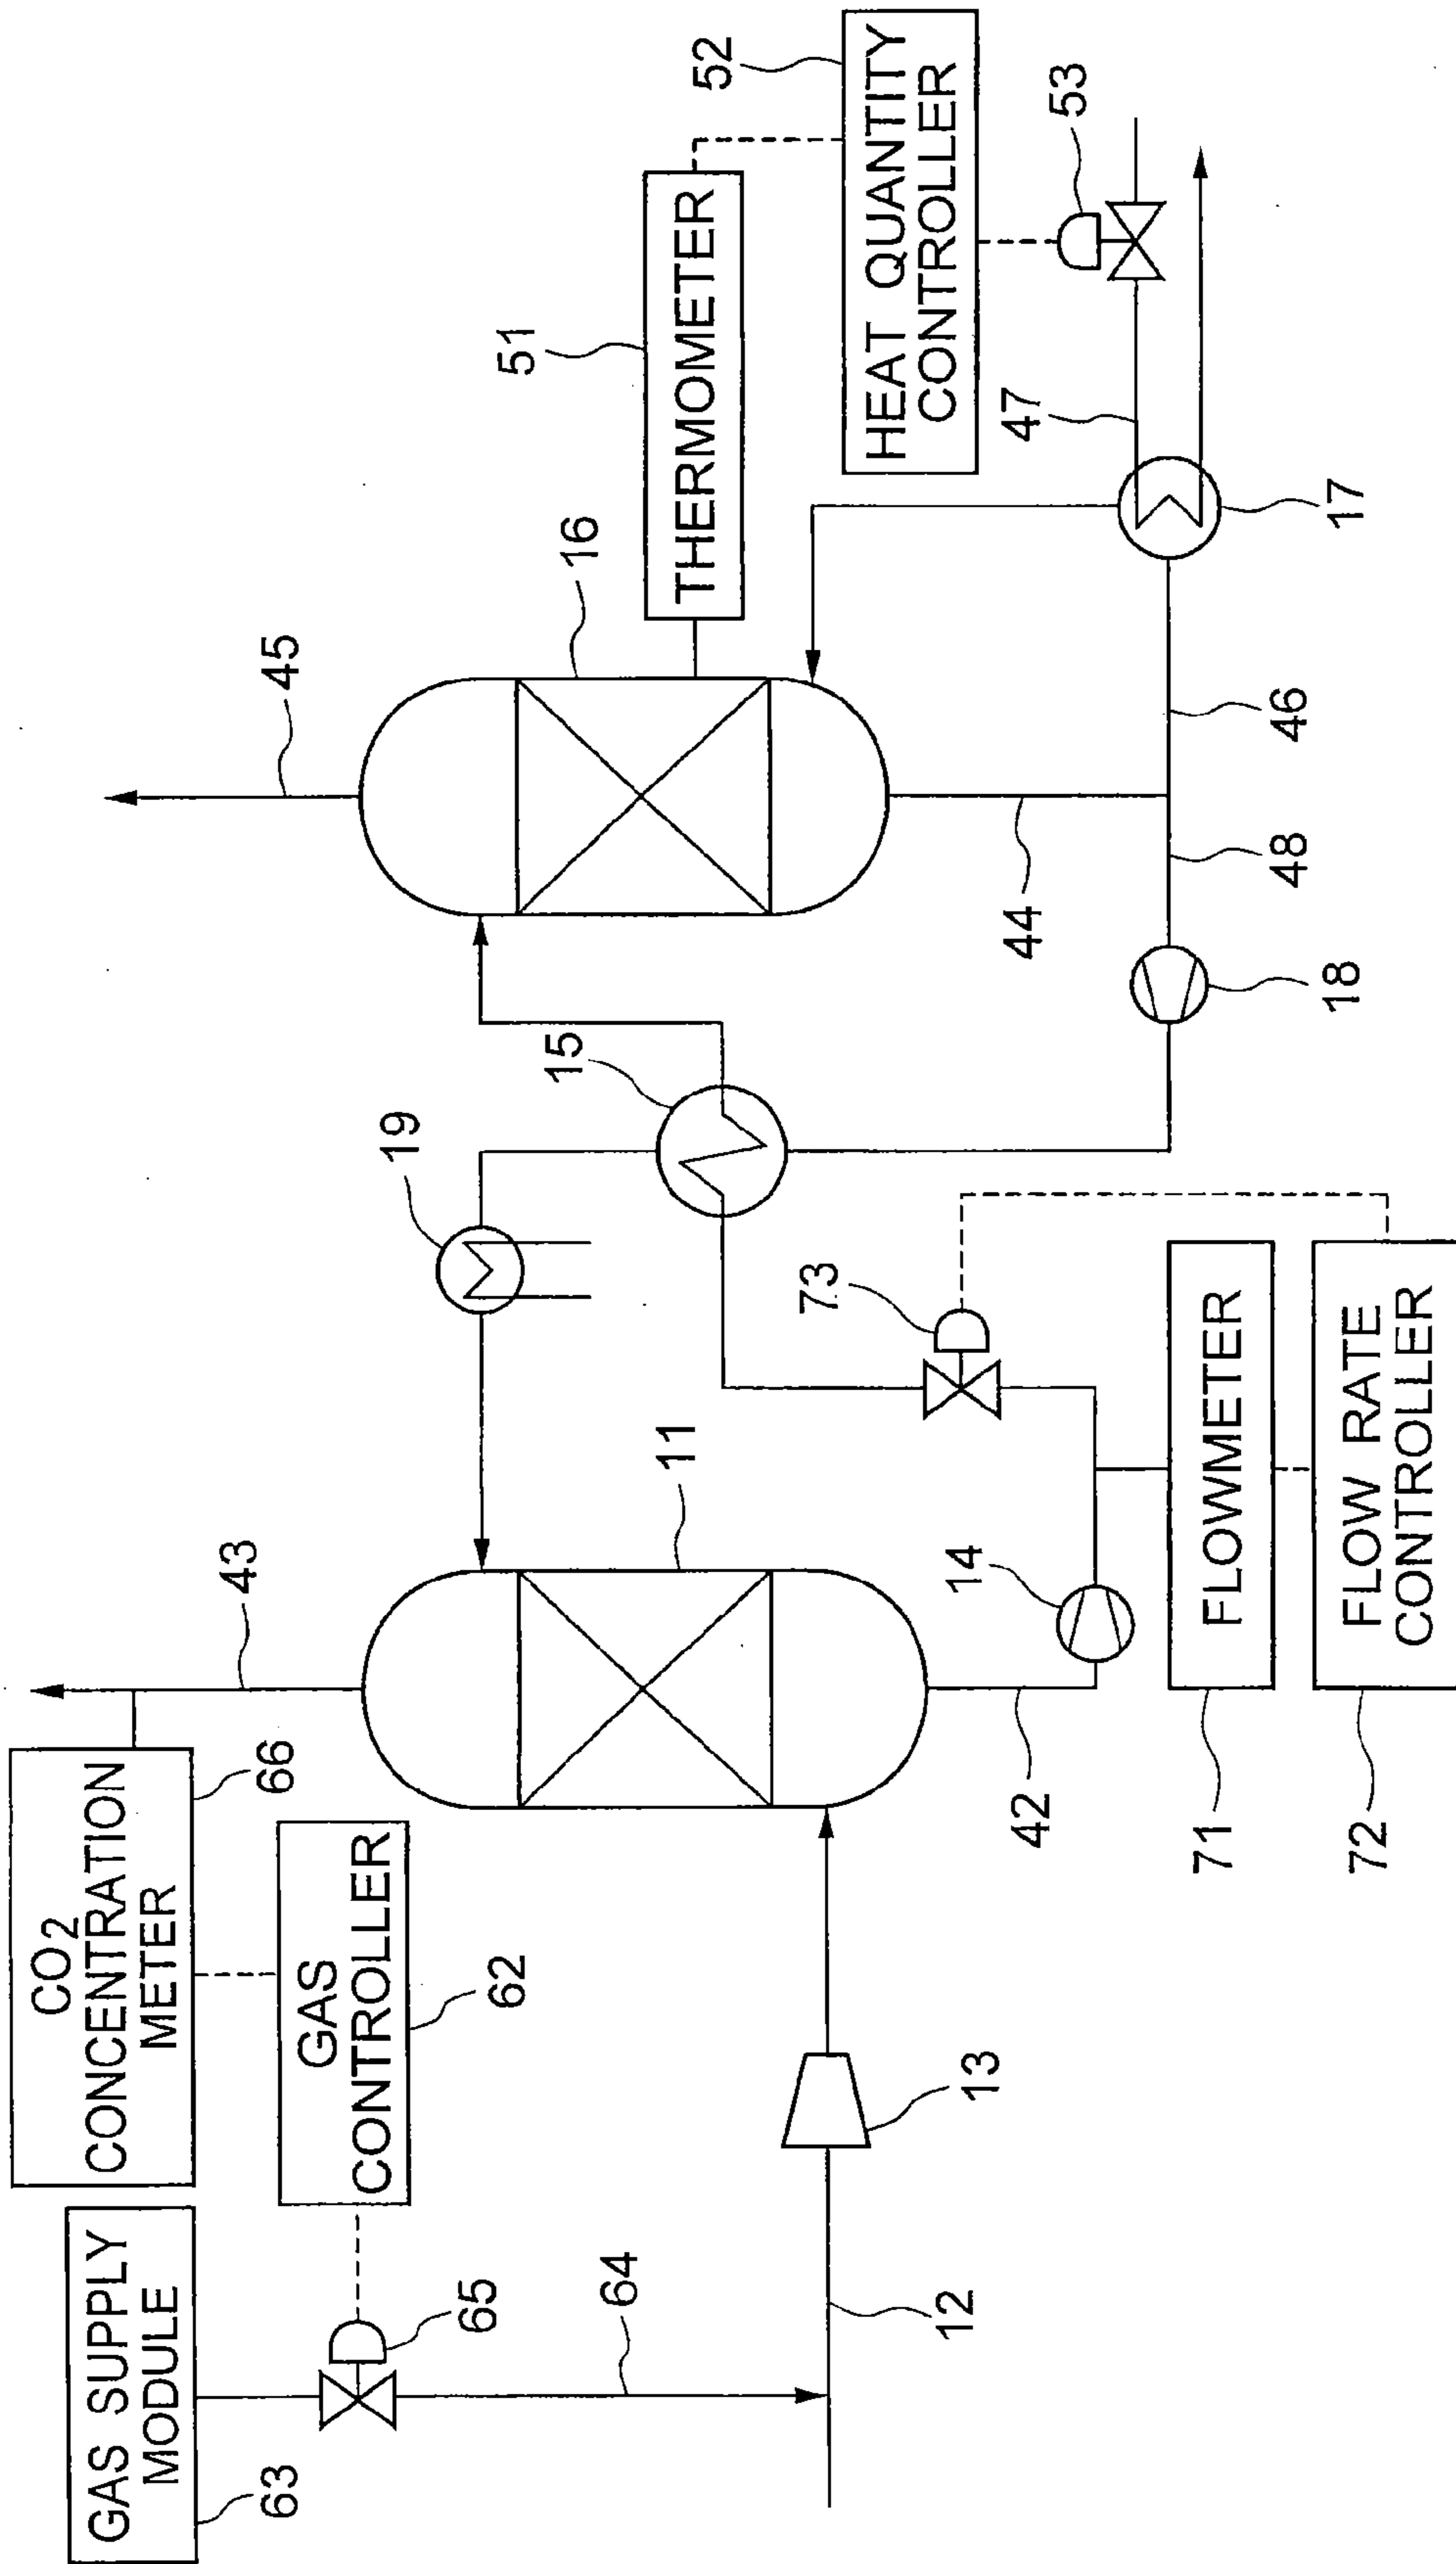 GAS SUPPLY
MODULE
63
65
64
12
CO2
CONCENTRATION
METER
66
GAS
CONTROLLER
62
13
43
11
42
14
FLOWMETER
71
FLOW RATE
CONTROLLER
72
73
19
15
45
16
44
18
48
46
THERMOMETER
51
HEAT QUANTITY
CONTROLLER
52
53
47
17